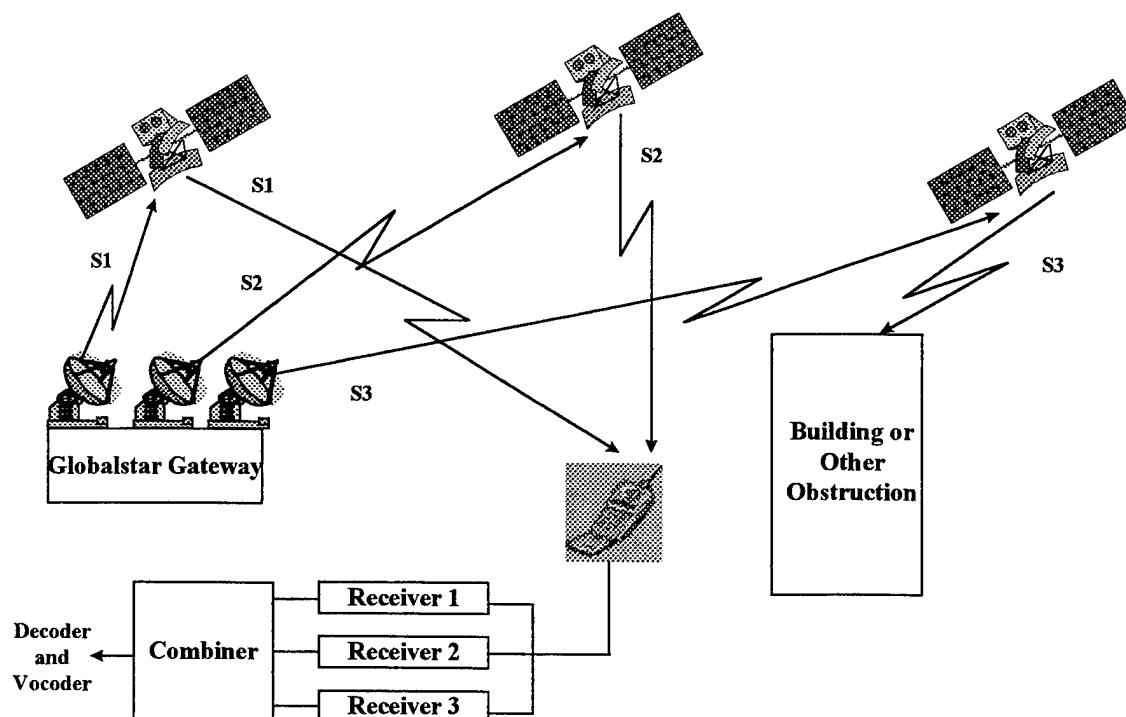 S2
S1
S1
S2
S3
S3
Globalstar Gateway
Building or
Other
Obstruction
Receiver 1
Decoder
and
Vocoder
Combiner
Receiver 2
Receiver 3